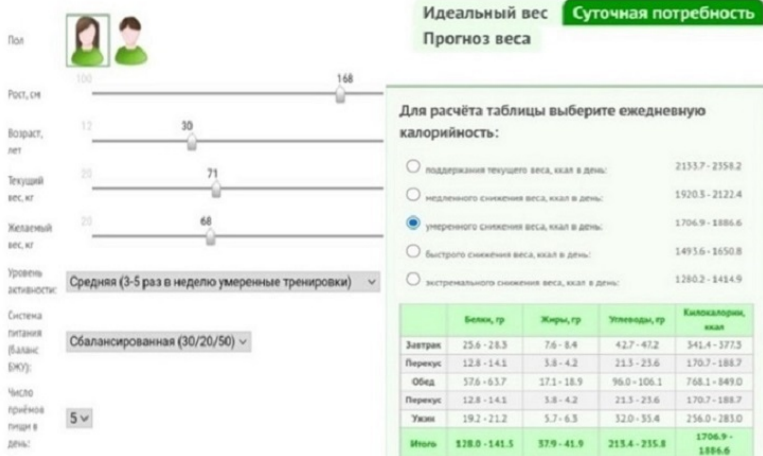 Пол
Рост, см
100
168
Возраст,
лет
12
30
Текущий
вес, кг
20
71
Желаемый
вес, кг
20
68
Уровень
активности:
Средняя (3-5 раз в неделю умеренные тренировки)
Система
питания
(баланс
БЖУ):
Сбалансированная (30/20/50)
Число
приёмов
пищи в
день:
5
Идеальный вес Суточная потребность
Прогноз веса
Для расчёта таблицы выберите ежедневную
калорийность:
поддержания текущего веса, ккал в день: 2133.7 - 2358.2
медленного снижения веса, ккал в день: 1920.3 - 2122.4
умеренного снижения веса, ккал в день: 1706.9 - 1886.6
быстрого снижения веса, ккал в день: 1493.6 - 1650.8
экстремального снижения веса, ккал в день: 1280.2 - 1414.9
Белки, гр Жиры, гр Углеводы, гр Килокалории,
ккал
Завтрак 25.6 - 28.3 7.6 - 8.4 42.7 - 47.2 341.4 - 377.3
Перекус 12.8 - 14.1 3.8 - 4.2 21.3 - 23.6 170.7 - 188.7
Обед 57.6 - 63.7 17.1 - 18.9 96.0 - 106.1 768.1 - 849.0
Перекус 12.8 - 14.1 3.8 - 4.2 21.3 - 23.6 170.7 - 188.7
Ужин 19.2 - 21.2 5.7 - 6.3 32.0 - 35.4 256.0 - 283.0
Итого 128.0 - 141.5 37.9 - 41.9 213.4 - 235.8 1706.9 -
1886.6